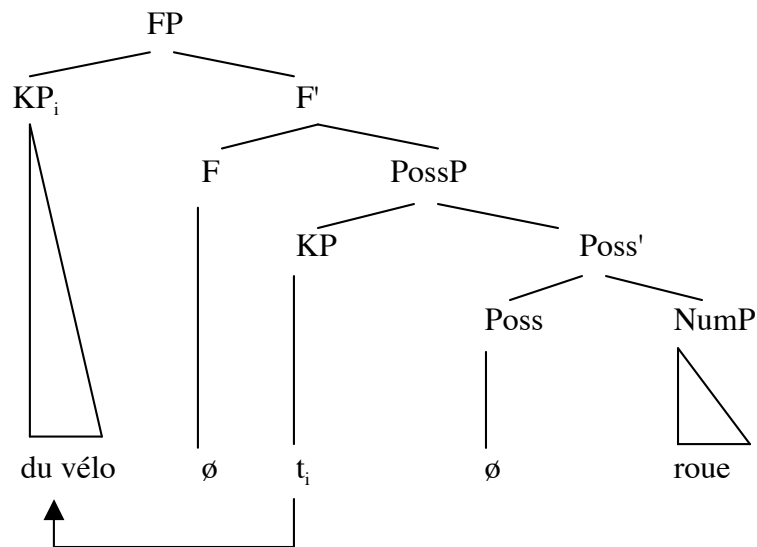 FP
KPᵢ F'
F PossP
KP Poss'
Poss NumP
du vélo ø tᵢ ø roue